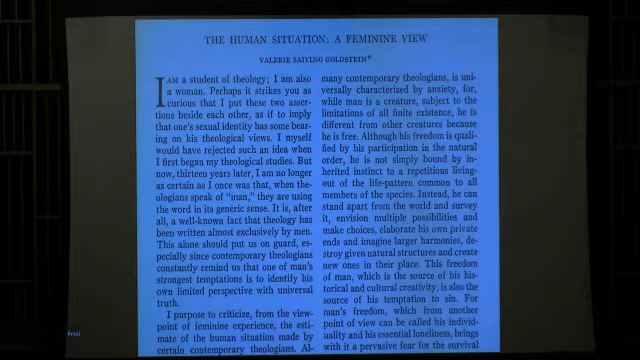 THE HUMAN SITUATION: A FEMININE VIEW
VALERIE SAIVING GOLDSTEIN*
I AM a student of theology; I am also
a woman. Perhaps it strikes you as
curious that I put these two asser-
tions beside each other, as if to imply
that one's sexual identity has some bear-
ing on his theological views. I myself
would have rejected such an idea when
I first began my theological studies. But
now, thirteen years later, I am no longer
as certain as I once was that, when the-
ologians speak of "man," they are using
the word in its generic sense. It is, after
all, a well-known fact that theology has
been written almost exclusively by men.
This alone should put us on guard, es-
pecially since contemporary theologians
constantly remind us that one of man's
strongest temptations is to identify his
own limited perspective with universal
truth.
I purpose to criticize, from the view-
point of feminine experience, the esti-
mate of the human situation made by
certain contemporary theologians. Al-
many contemporary theologians, is uni-
versally characterized by anxiety, for,
while man is a creature, subject to the
limitations of all finite existence, he is
different from other creatures because
he is free. Although his freedom is quali-
fied by his participation in the natural
order, he is not simply bound by in-
herited instinct to a repetitious living-
out of the life-pattern common to all
members of the species. Instead, he can
stand apart from the world and survey
it, envision multiple possibilities and
make choices, elaborate his own private
ends and imagine larger harmonies, de-
stroy given natural structures and create
new ones in their place. This freedom
of man, which is the source of his his-
torical and cultural creativity, is also the
source of his temptation to sin. For
man's freedom, which from another
point of view can be called his individ-
uality and his essential loneliness, brings
with it a pervasive fear for the survival
Prezi